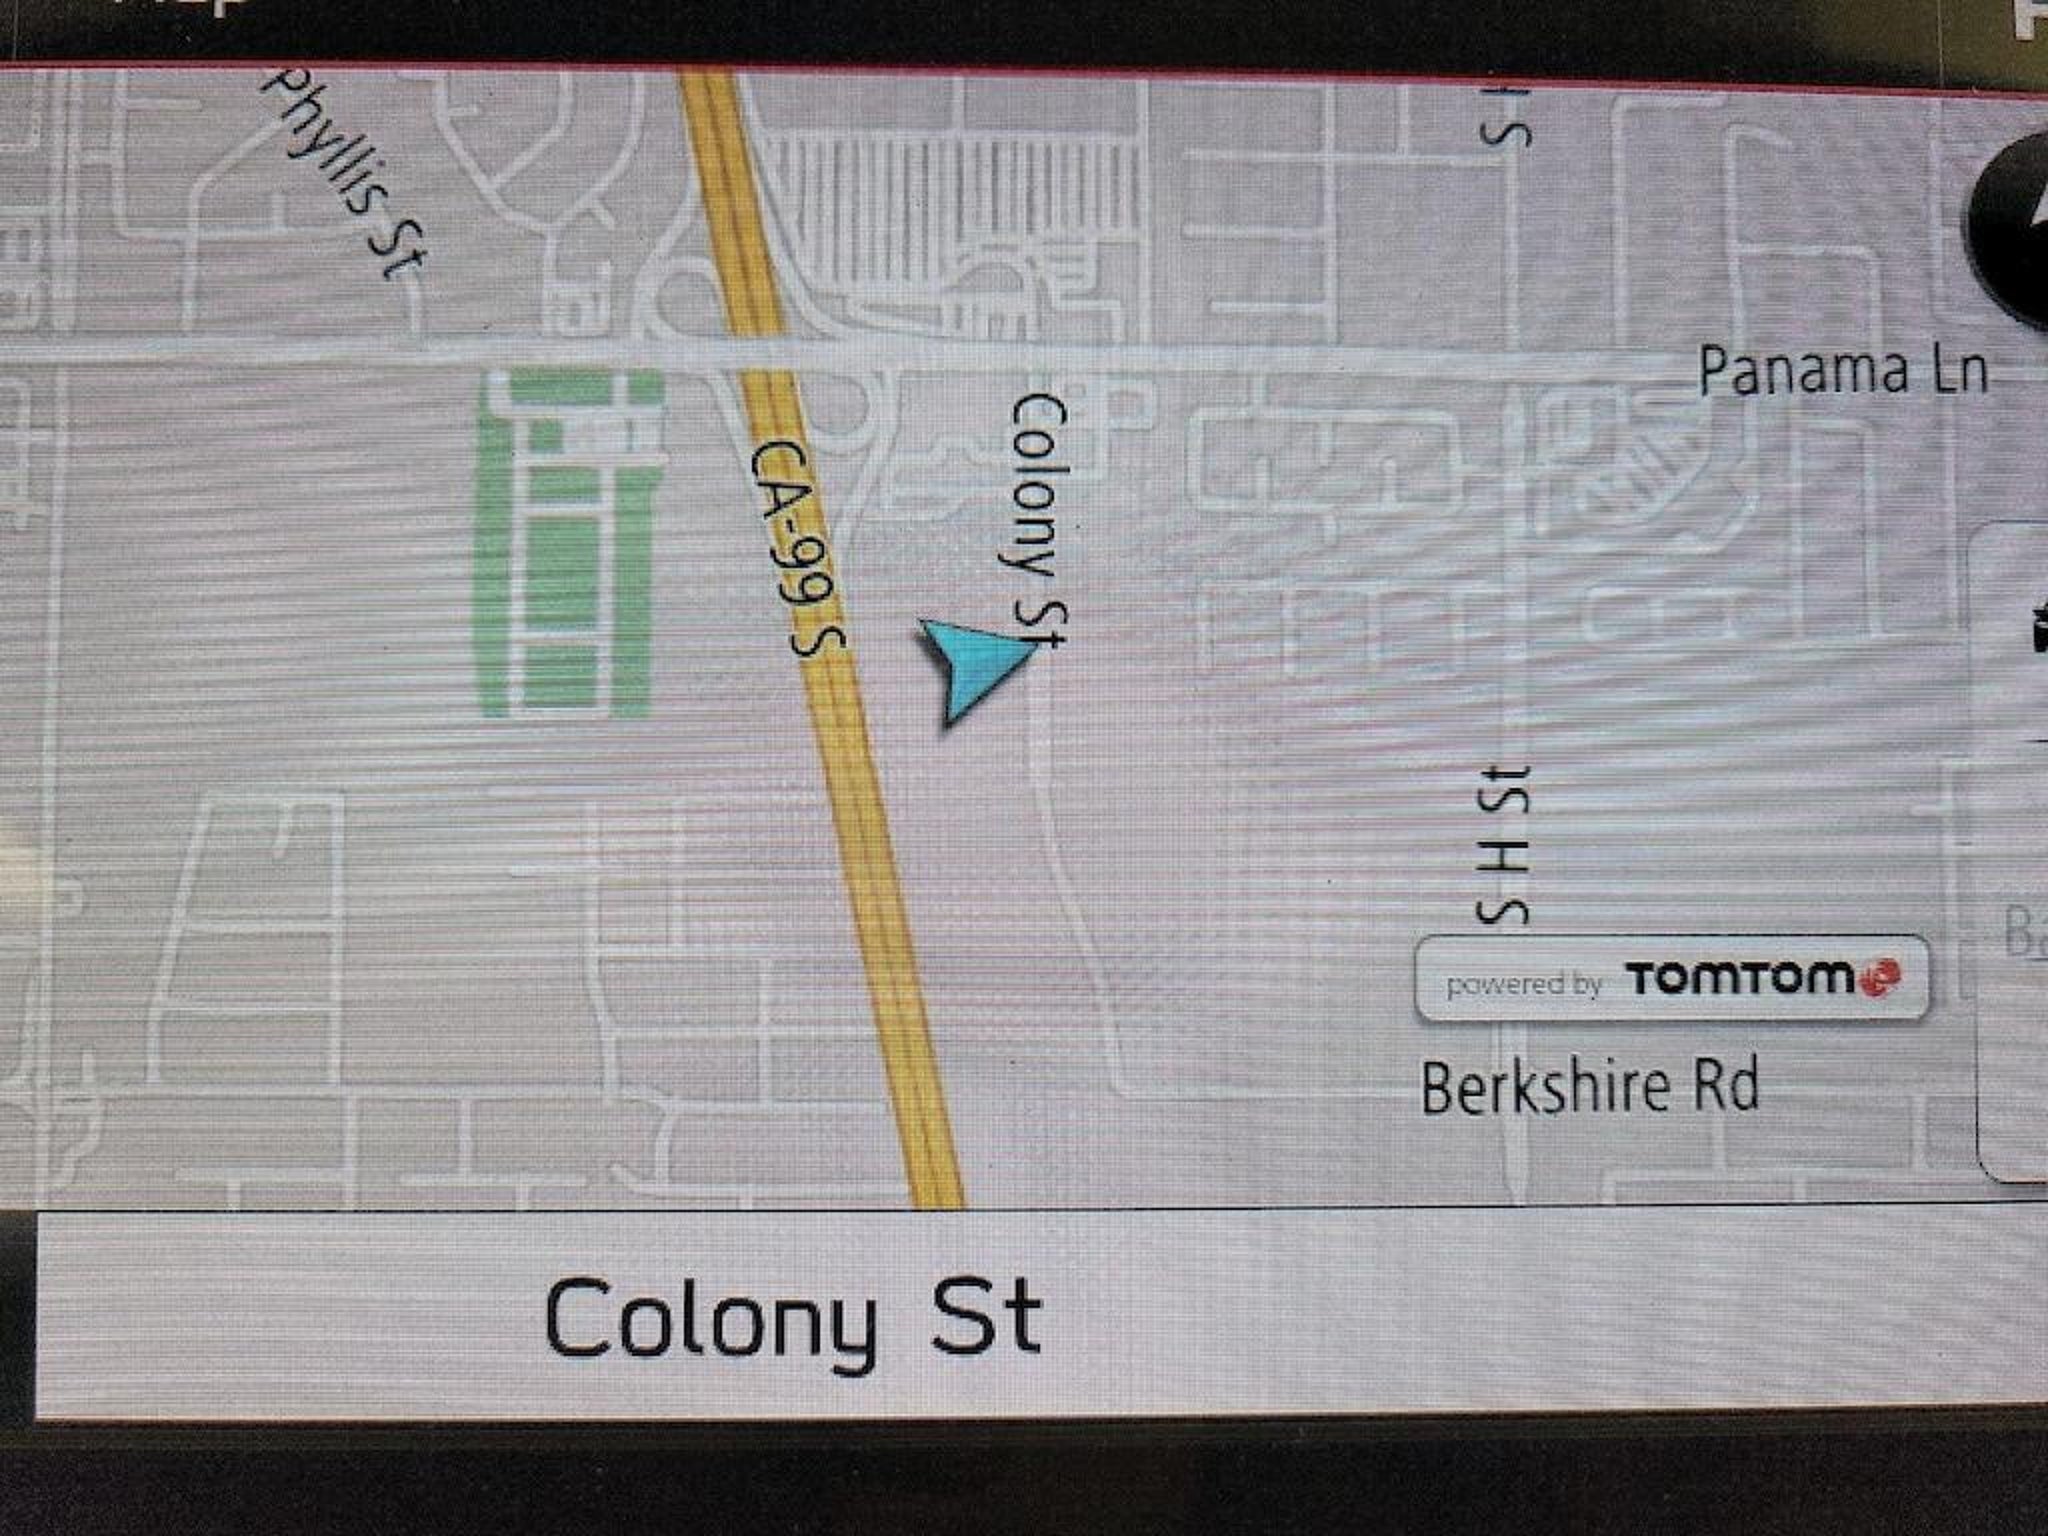 Phyllis St
Panama Ln
Colony St
CA-99 S
S H St
powered by TOMTOM
Berkshire Rd
Colony St